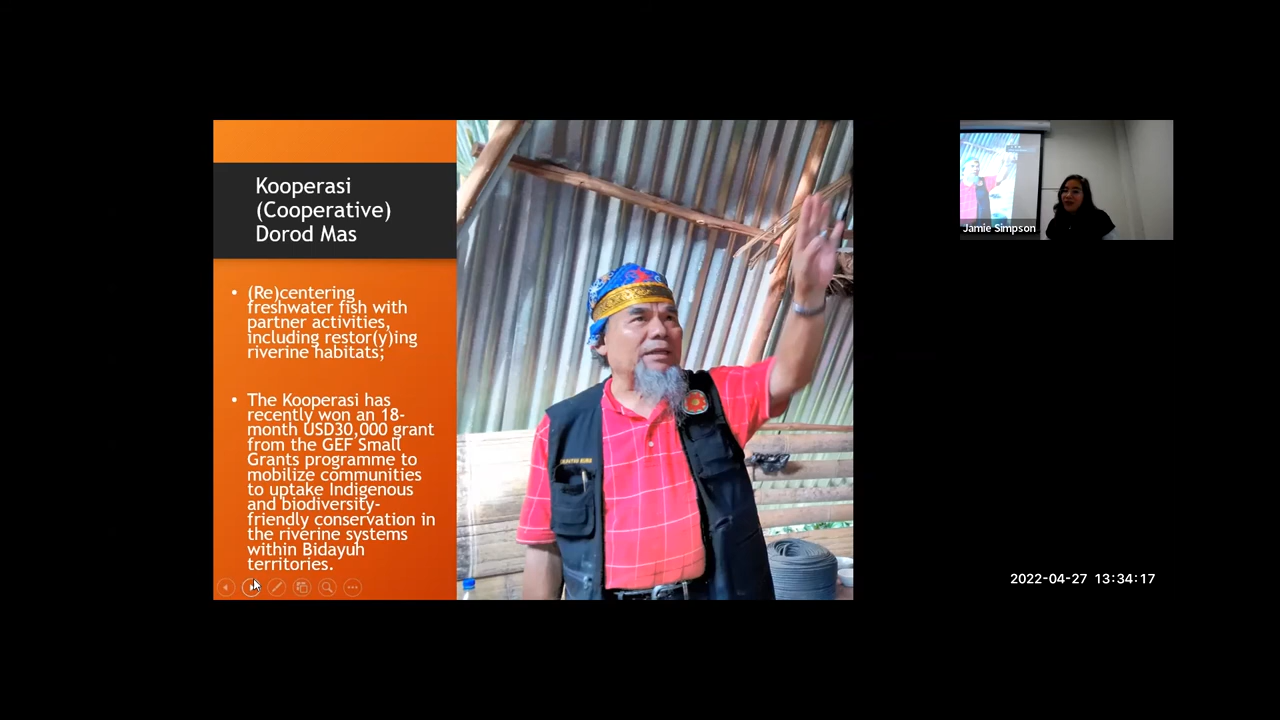 Kooperasi
(Cooperative)
Dorod Mas
• (Re)centering
freshwater fish with
partner activities,
including restor(y)ing
riverine habitats;
• The Kooperasi has
recently won an 18-
month USD30,000 grant
from the GEF Small
Grants programme to
mobilize communities
to uptake Indigenous
and biodiversity-
friendly conservation in
the riverine systems
within Bidayuh
territories.
Jamie Simpson
2022-04-27 13:34:17